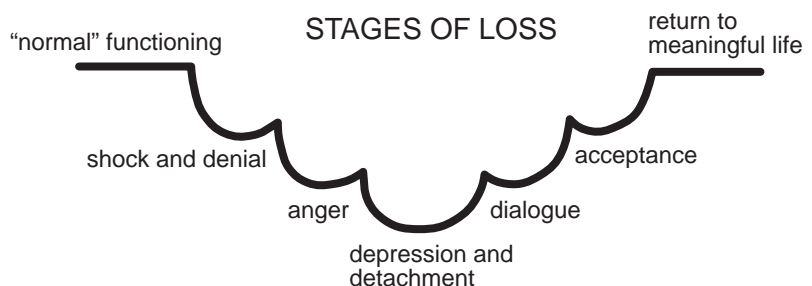 STAGES OF LOSS
“normal” functioning
return to
meaningful life
shock and denial
acceptance
anger
dialogue
depression and
detachment